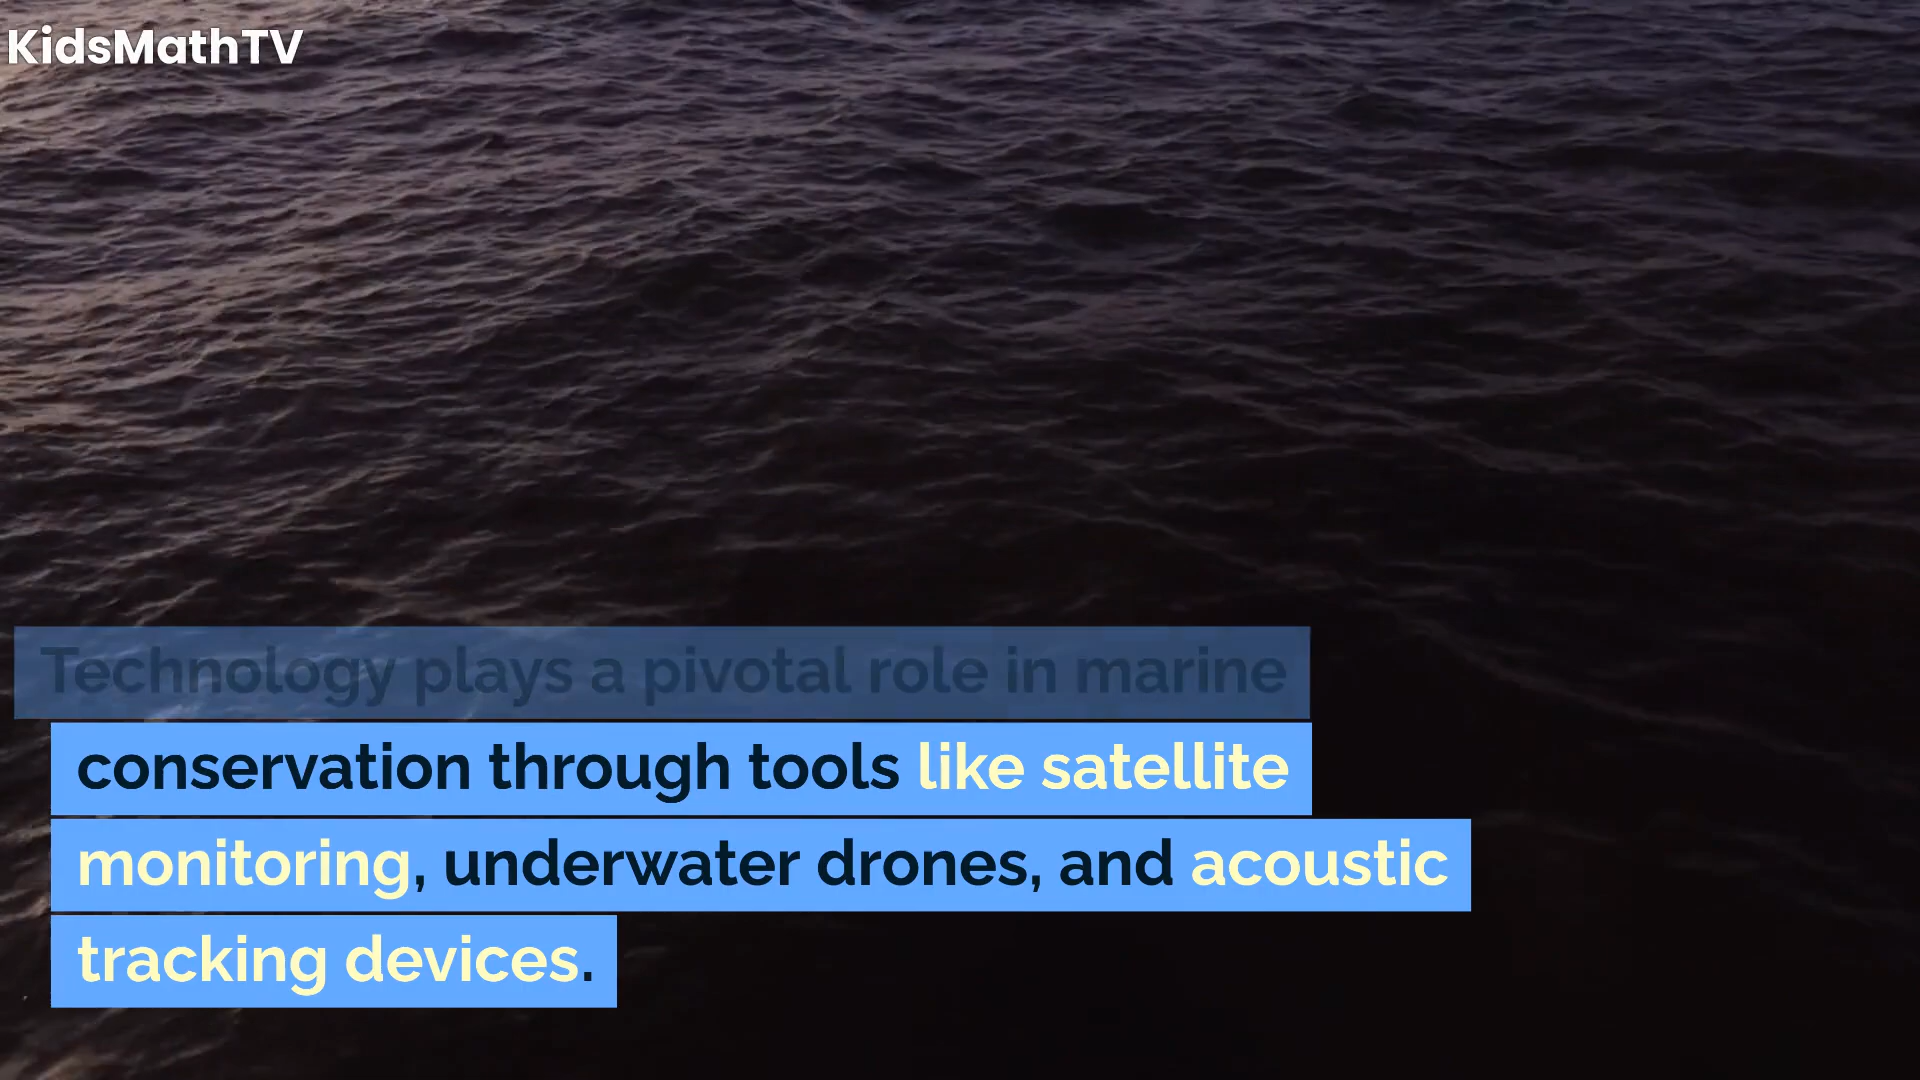 KidsMathTV
Technology plays a pivotal role in marine
conservation through tools like satellite
monitoring, underwater drones, and acoustic
tracking devices.